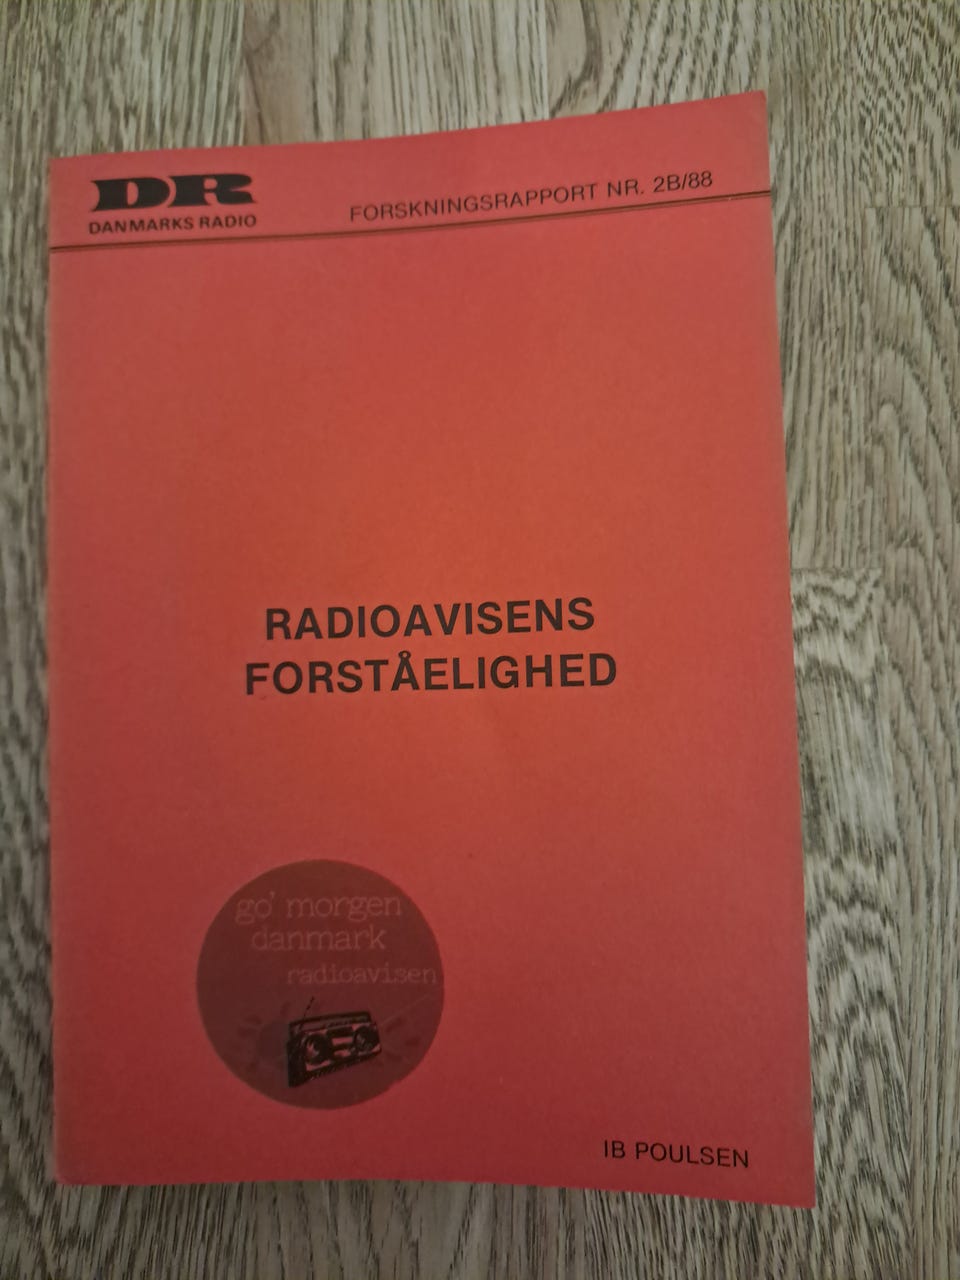 DR
DANMARKS RADIO
FORSKNINGSRAPPORT NR. 2B/88
RADIOAVISENS
FORSTÅELIGHED
go' morgen
danmark
radioavisen
IB POULSEN